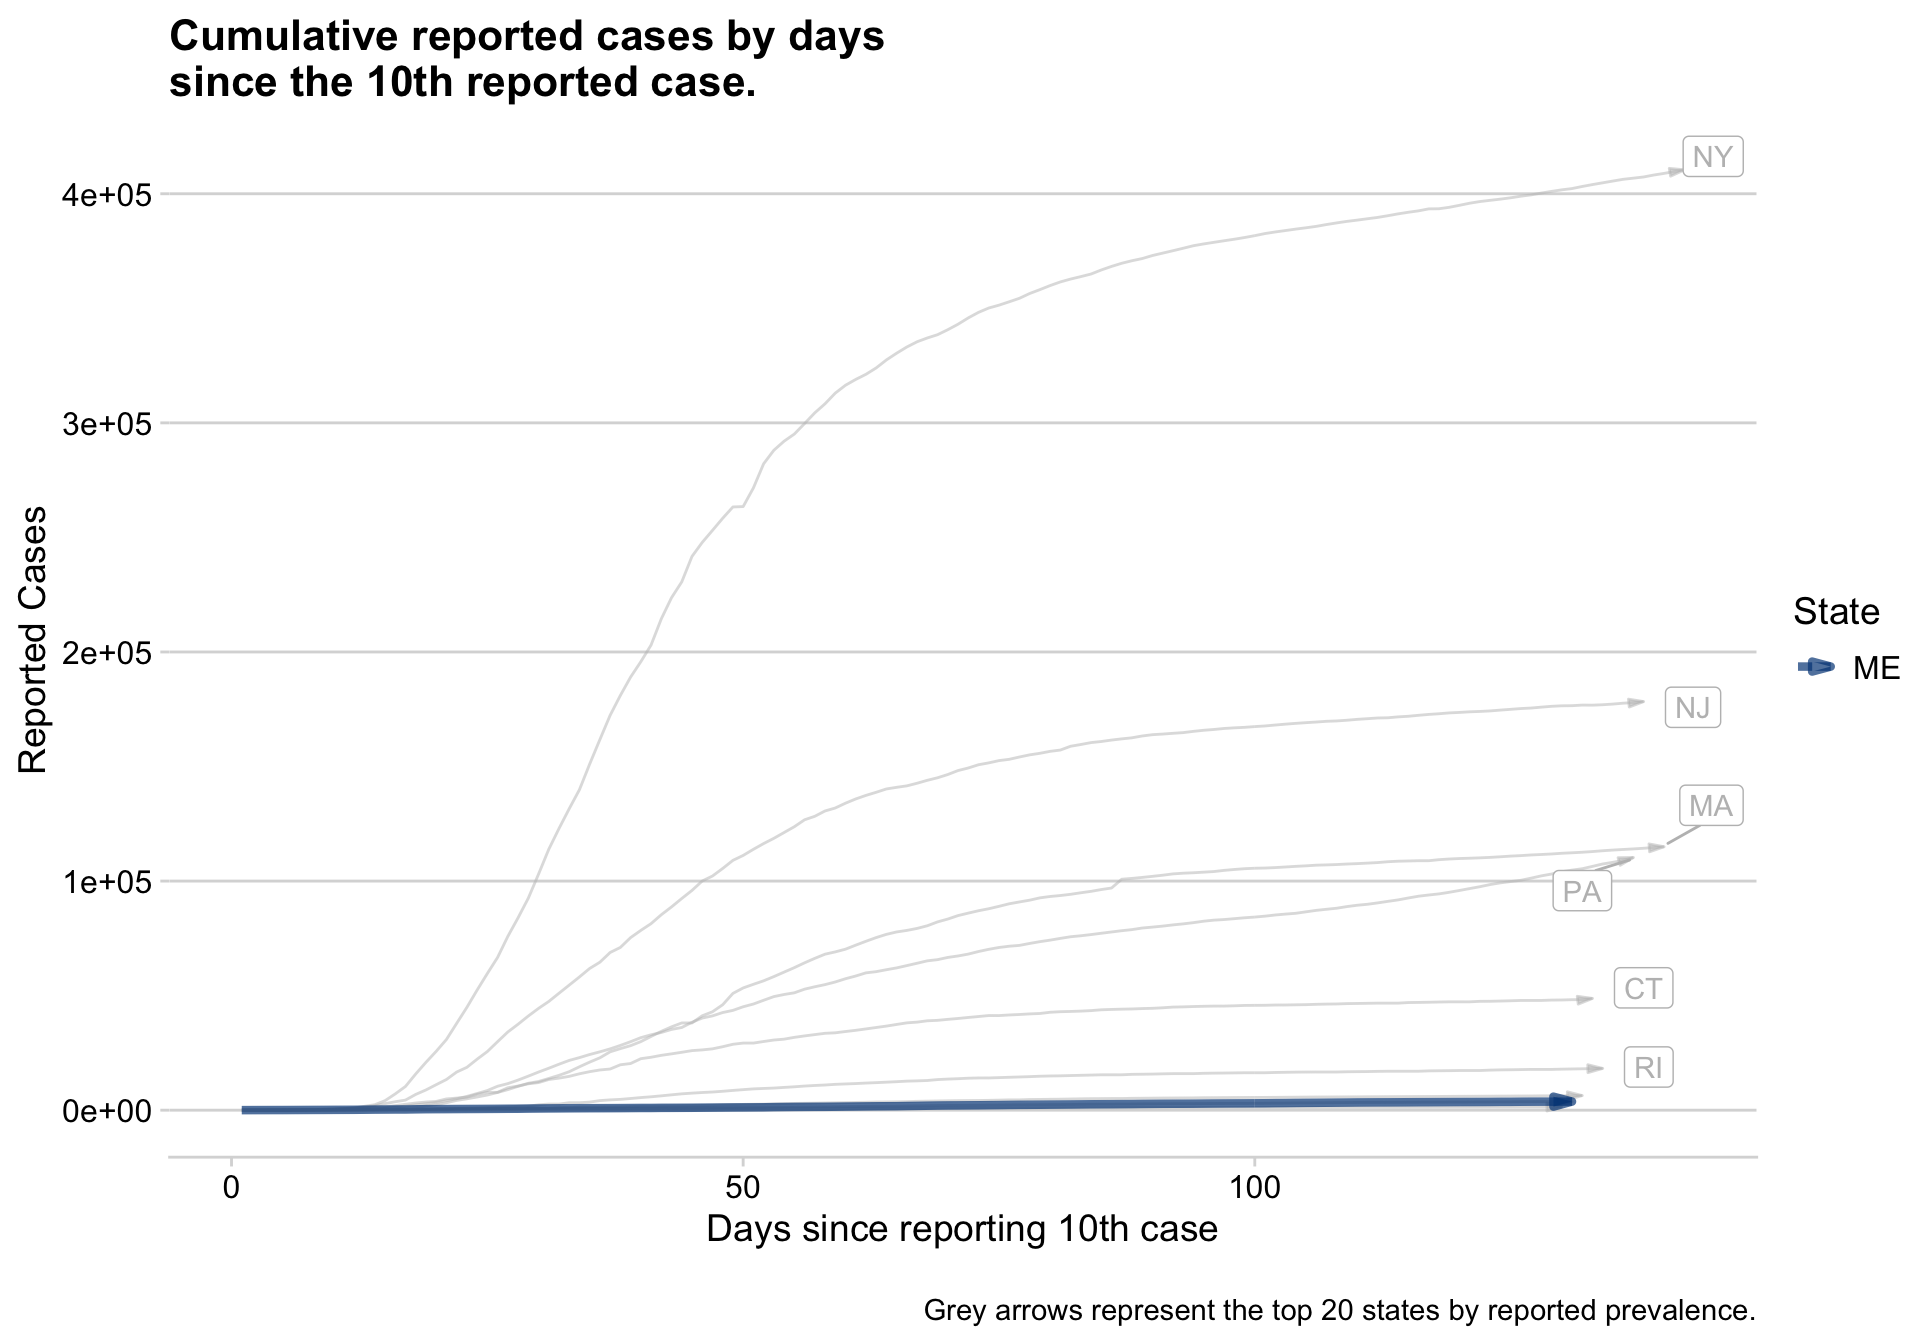 Cumulative reported cases by days
since the 10th reported case.
NY
4e+05
3e+05
2e+05
1e+05
0e+00
Reported Cases
NJ
MA
PA
CT
RI
State
ME
0
50
100
Days since reporting 10th case
Grey arrows represent the top 20 states by reported prevalence.